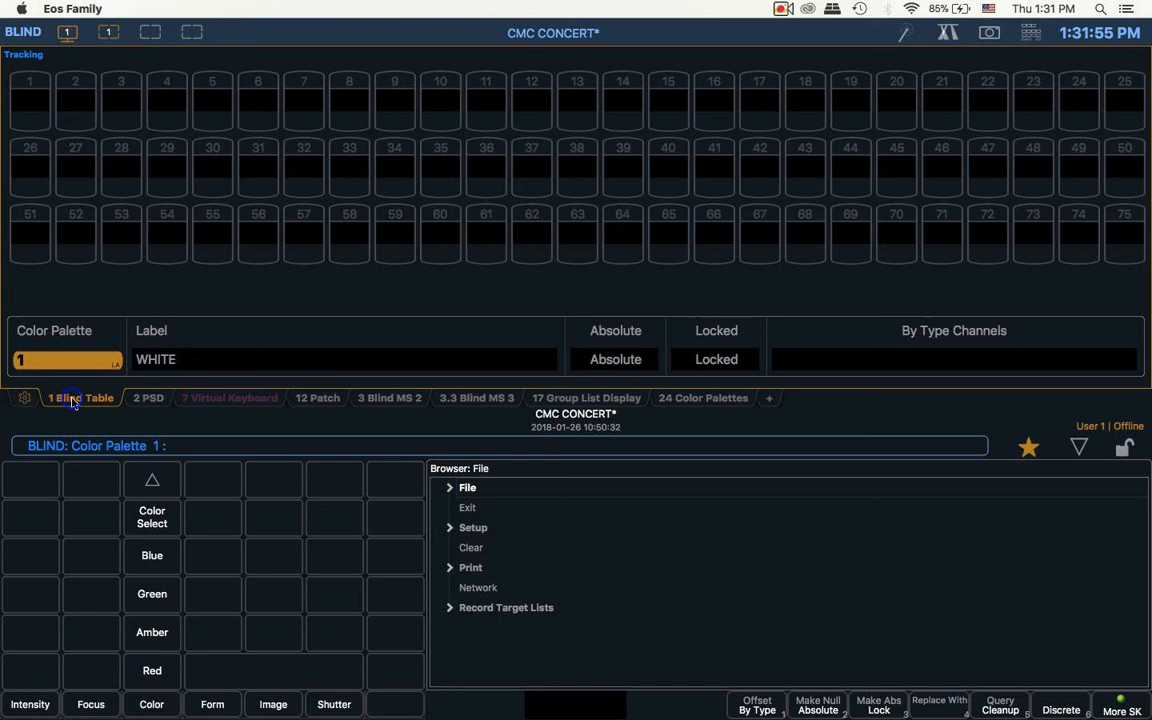 Eos Family 85% Thu 1:31 PM
BLIND 1 1 CMC CONCERT* 1:31:55 PM
Tracking
1 2 3 4 5 6 7 8 9 10 11 12 13 14 15 16 17 18 19 20 21 22 23 24 25
26 27 28 29 30 31 32 33 34 35 36 37 38 39 40 41 42 43 44 45 46 47 48 49 50
51 52 53 54 55 56 57 58 59 60 61 62 63 64 65 66 67 68 69 70 71 72 73 74 75
Color Palette Label Absolute Locked By Type Channels
1 LA WHITE Absolute Locked
1 Blind Table 2 PSD 7 Virtual Keyboard 12 Patch 3 Blind MS 2 3.3 Blind MS 3 17 Group List Display 24 Color Palettes +
CMC CONCERT*
2018-01-26 10:50:32
User 1 | Offline
BLIND: Color Palette 1 :
Browser: File
File
Exit
Setup
Clear
Print
Network
Record Target Lists
Color
Select
Blue
Green
Amber
Red
Intensity Focus Color Form Image Shutter
Offset
By Type 1
Make Null
Absolute 2
Make Abs
Lock 3
Replace With
4
Query
Cleanup 5
Discrete 6
More SK